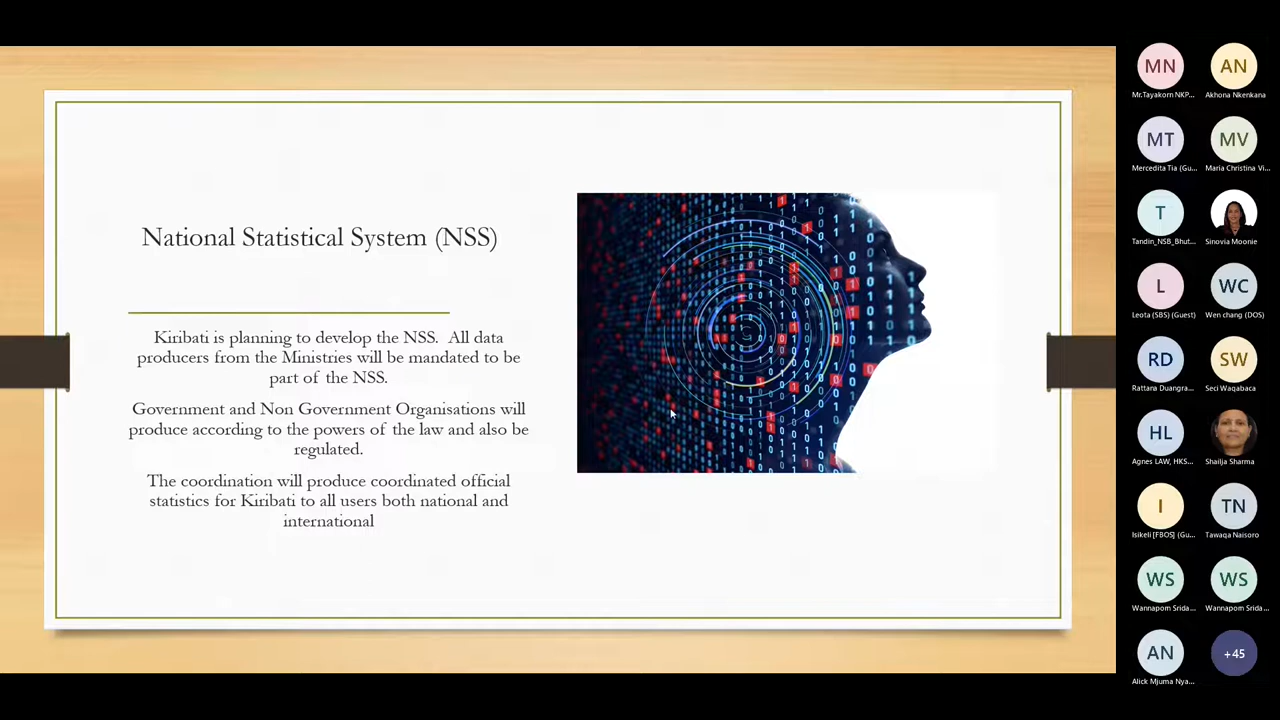 National Statistical System (NSS)
Kiribati is planning to develop the NSS. All data
producers from the Ministries will be mandated to be
part of the NSS.
Government and Non Government Organisations will
produce according to the powers of the law and also be
regulated.
The coordination will produce coordinated official
statistics for Kiribati to all users both national and
international
MN
AN
Mr.Tayakorn NKP...
Akhona Nkenkana
MT
MV
Mercedita Tia (Gu...
Maria Christina Vi...
T
Tandin_NSB_Bhut...
Sinovia Moonie
L
WC
Leota (SBS) (Guest)
Wen chang (DOS)
RD
SW
Rattana Duangra...
Seci Waqabaca
HL
Agnes LAW, HKS...
Shailja Sharma
I
TN
Isikeli [FBOS] (Gu...
Tawaqa Naisoro
WS
WS
Wannapom Srida...
Wannapom Srida...
AN
+45
Alick Mjuma Nya...